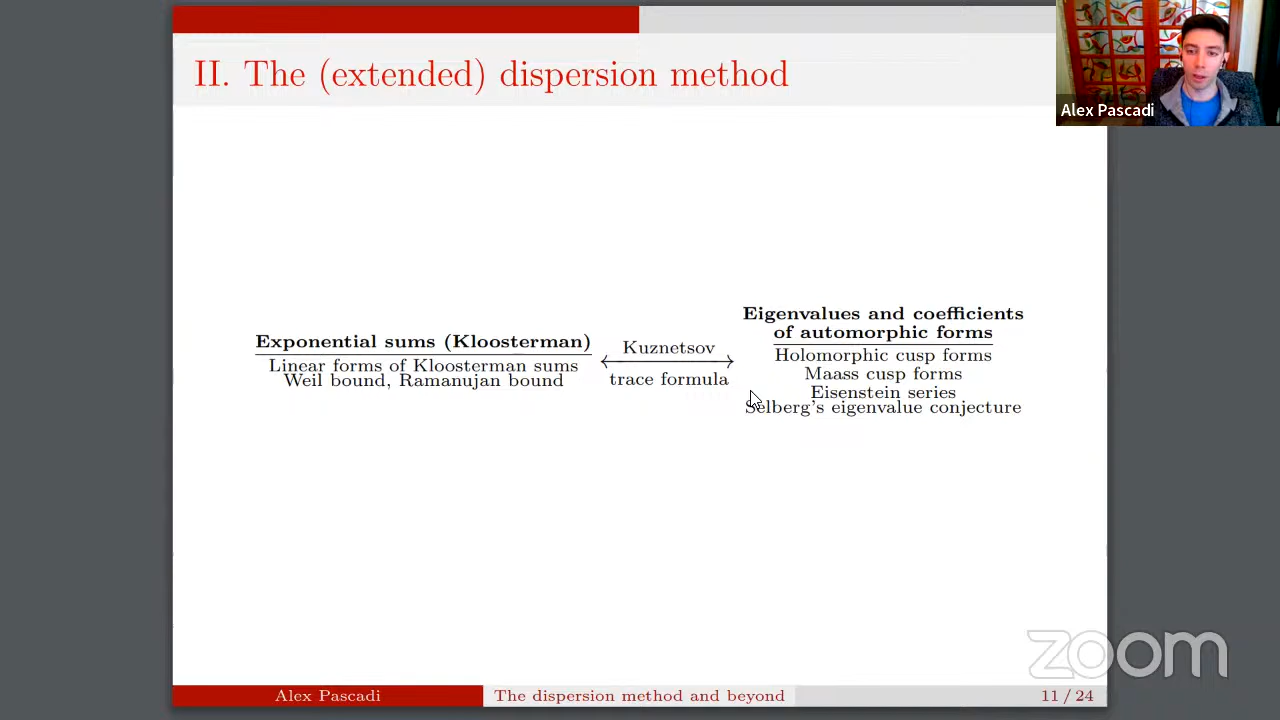 II. The (extended) dispersion method
Alex Pascadi
Exponential sums (Kloosterman)
Linear forms of Kloosterman sums
Weil bound, Ramanujan bound
Kuznetsov
trace formula
Eigenvalues and coefficients
of automorphic forms
Holomorphic cusp forms
Maass cusp forms
Eisenstein series
Selberg's eigenvalue conjecture
zoom
Alex Pascadi
The dispersion method and beyond
11 / 24